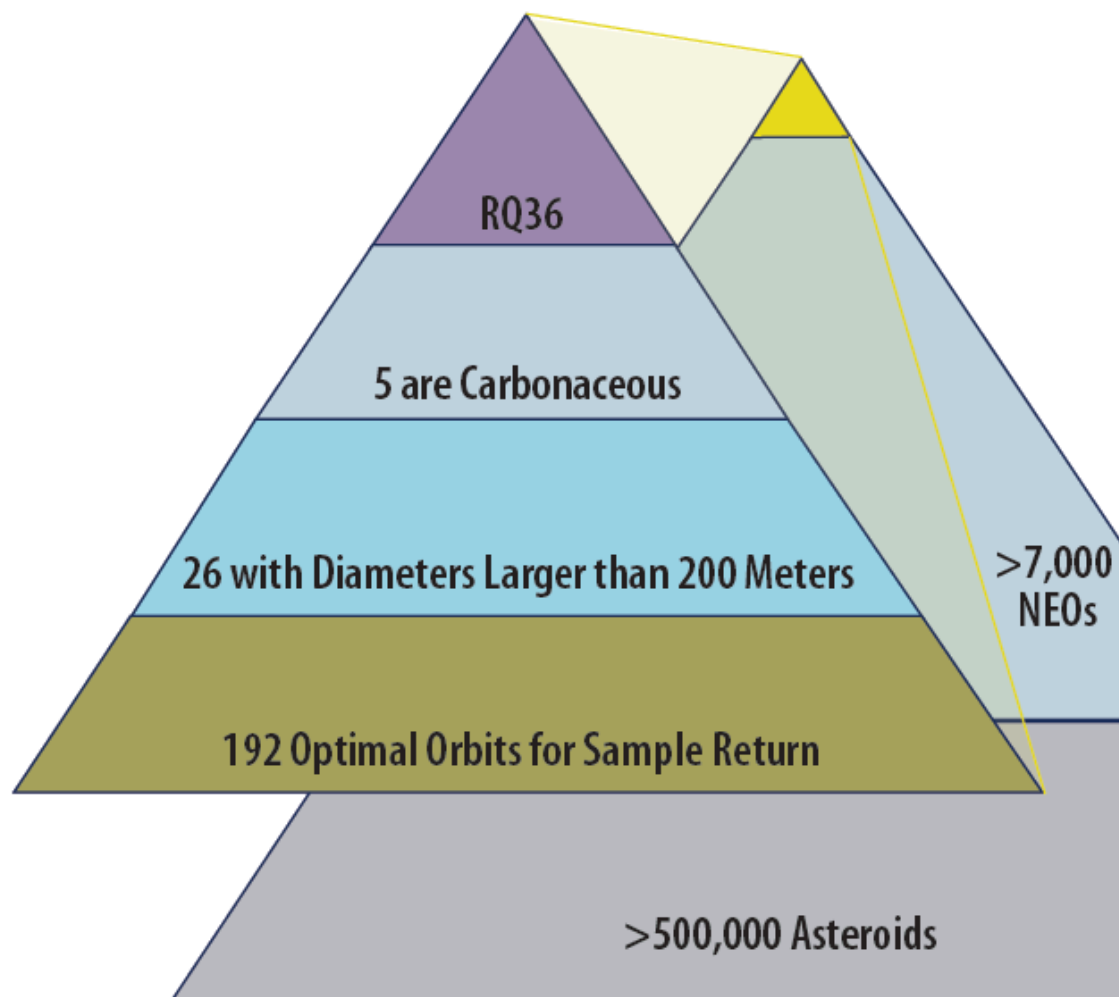 RQ36
5 are Carbonaceous
26 with Diameters Larger than 200 Meters
>7,000
NEOs
192 Optimal Orbits for Sample Return
>500,000 Asteroids